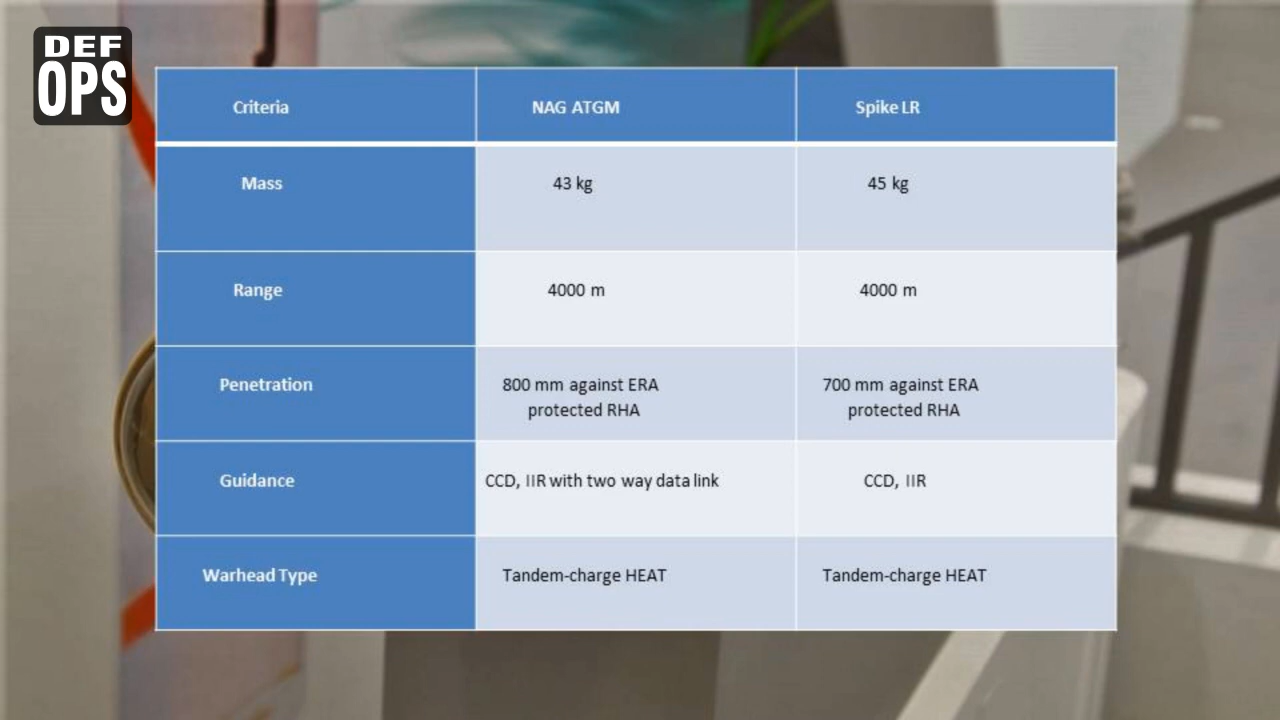 DEF
OPS
Criteria NAG ATGM Spike LR
Mass 43 kg 45 kg
Range 4000 m 4000 m
Penetration 800 mm against ERA protected RHA 700 mm against ERA protected RHA
Guidance CCD, IIR with two way data link CCD, IIR
Warhead Type Tandem-charge HEAT Tandem-charge HEAT